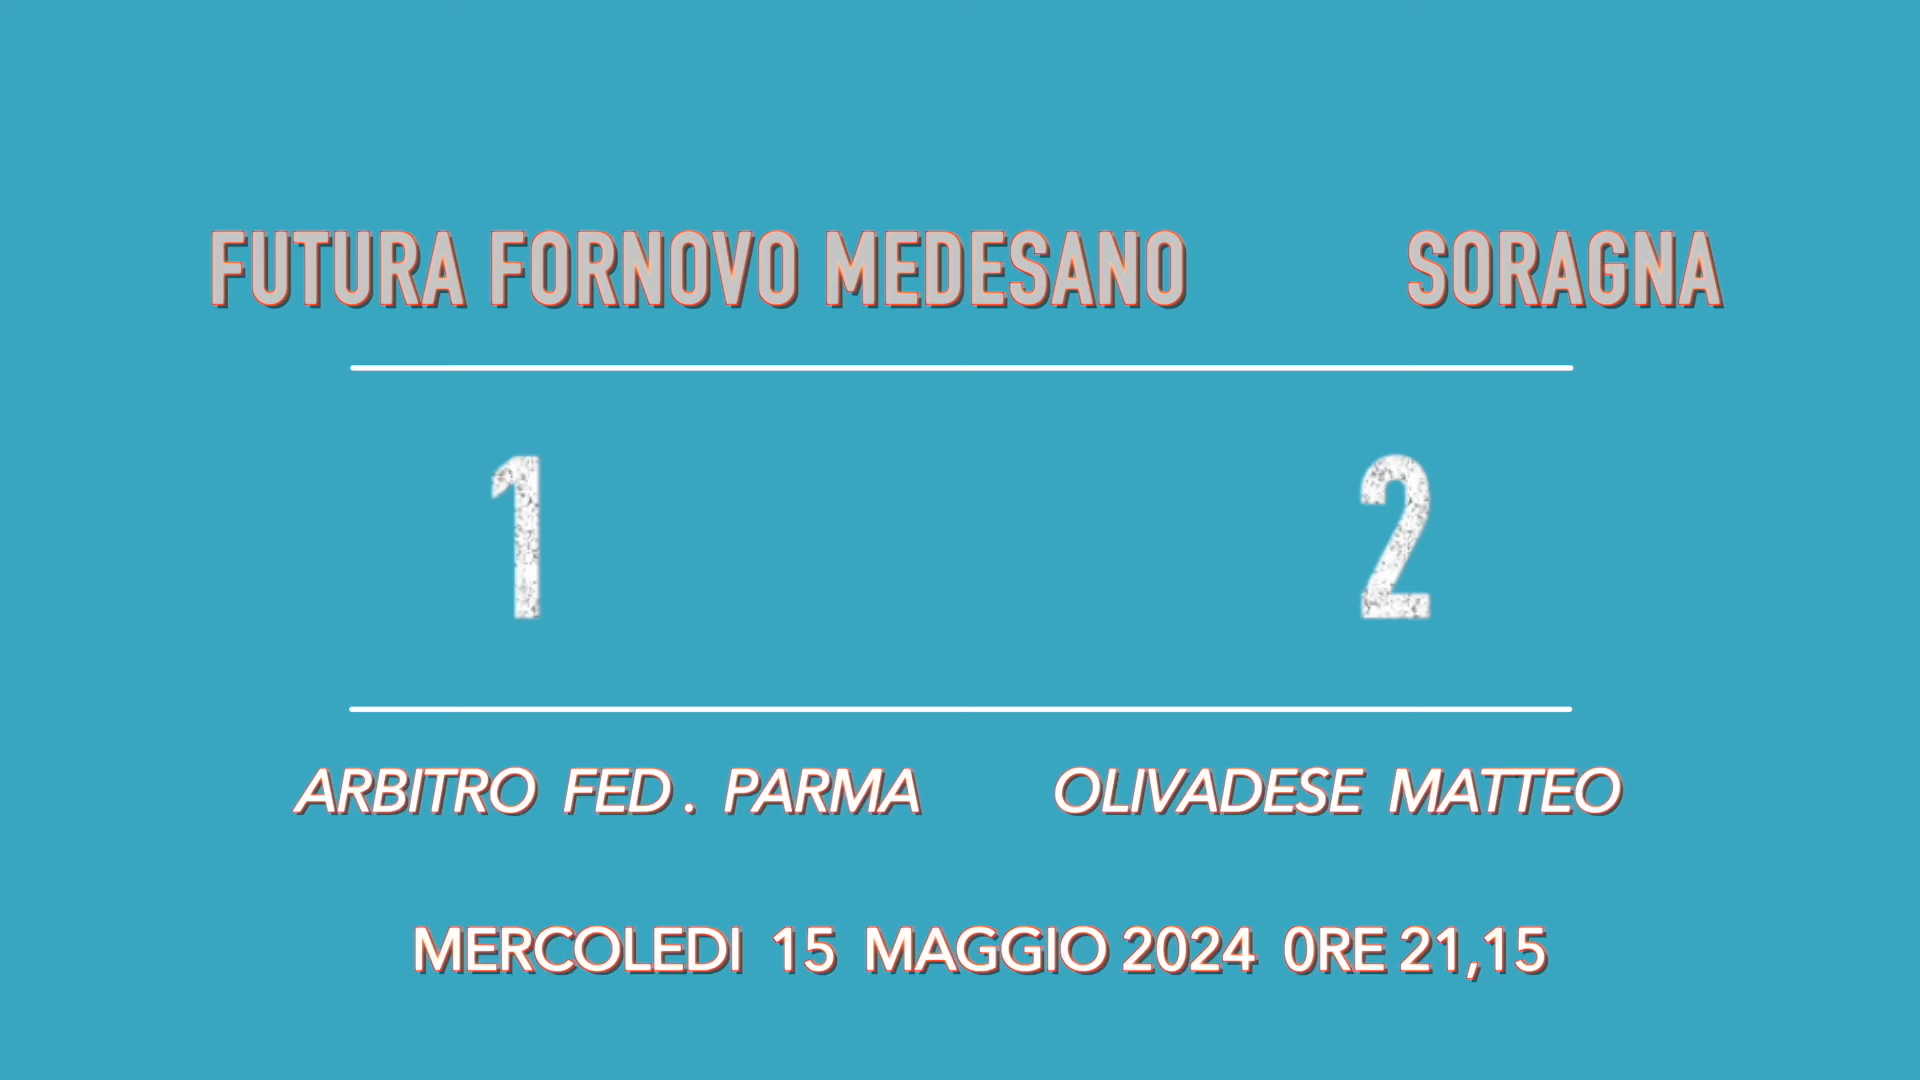 FUTURA FORNOVO MEDESANO SORAGNA
1 2
ARBITRO FED. PARMA OLIVADESE MATTEO
MERCOLEDI 15 MAGGIO 2024 0RE 21,15